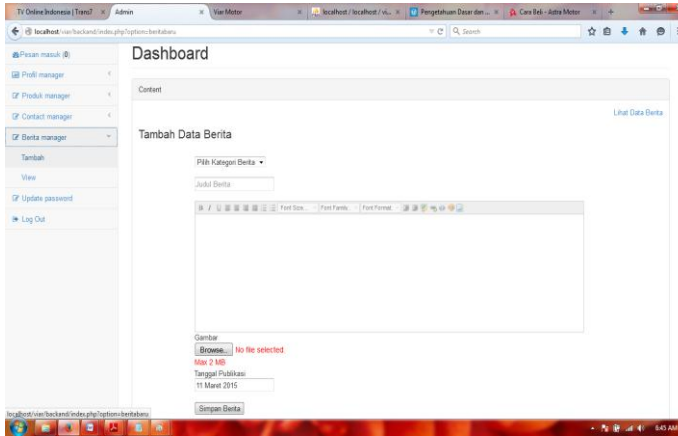 TV Online Indonesia | Trans7
Admin
Viar Motor
localhost / localhost / vi...
Pengetahuan Dasar dan ...
Cara Beli - Astra Motor
localhost/viar/backand/index.php?option=beritabaru
Search
Pesan masuk (0)
Profil manager
Produk manager
Contact manager
Berita manager
Tambah
View
Update password
Log Out
Dashboard
Content
Lihat Data Berita
Tambah Data Berita
Pilih Kategori Berita
Judul Berita
B I U Font Size... Font Family. Font Format.
Gambar
Browse... No file selected.
Max 2 MB
Tanggal Publikasi
11 Maret 2015
Simpan Berita
localhost/viar/backand/index.php?option=beritabaru
6:45 AM